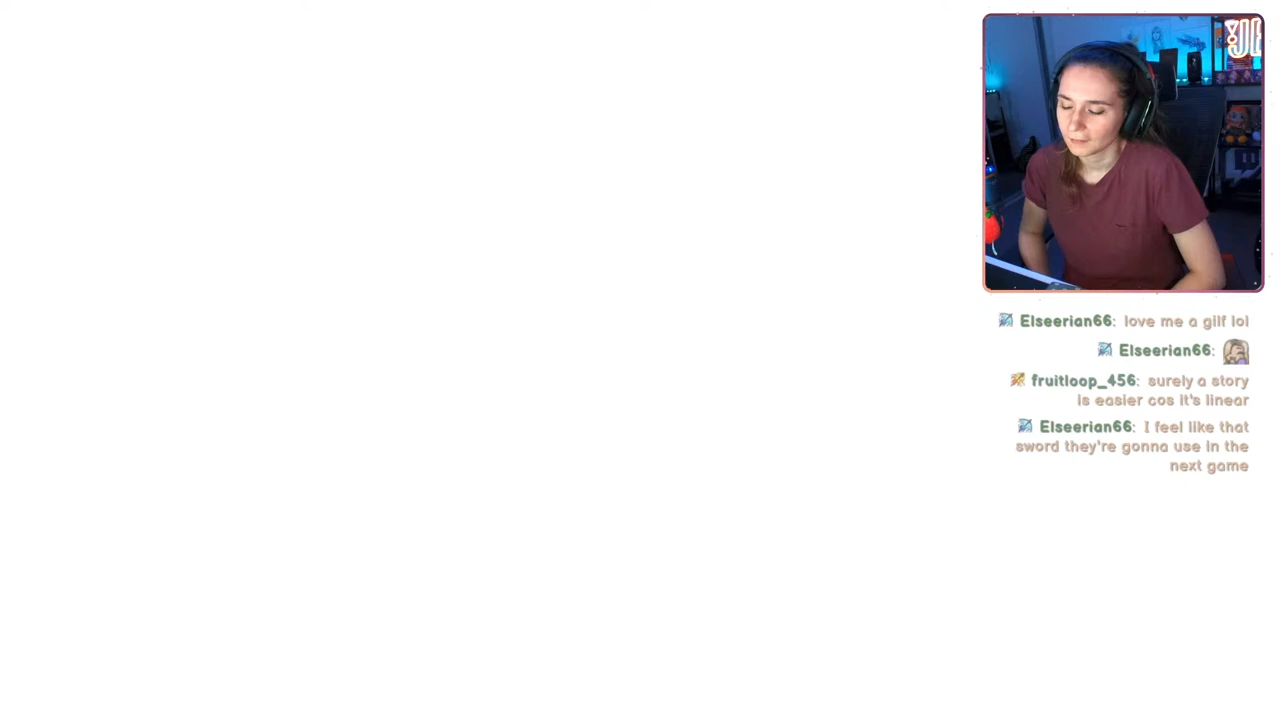 Elseerian66: love me a gilf lol
Elseerian66:
fruitloop_456: surely a story
is easier cos it's linear
Elseerian66: I feel like that
sword they're gonna use in the
next game